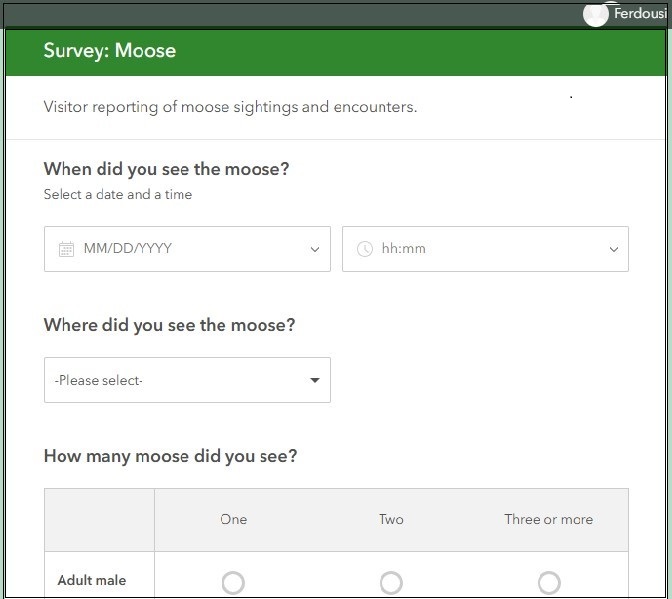 Ferdousi
Survey: Moose
Visitor reporting of moose sightings and encounters.
When did you see the moose?
Select a date and a time
MM/DD/YYYY hh:mm
Where did you see the moose?
-Please select-
How many moose did you see?
One Two Three or more
Adult male